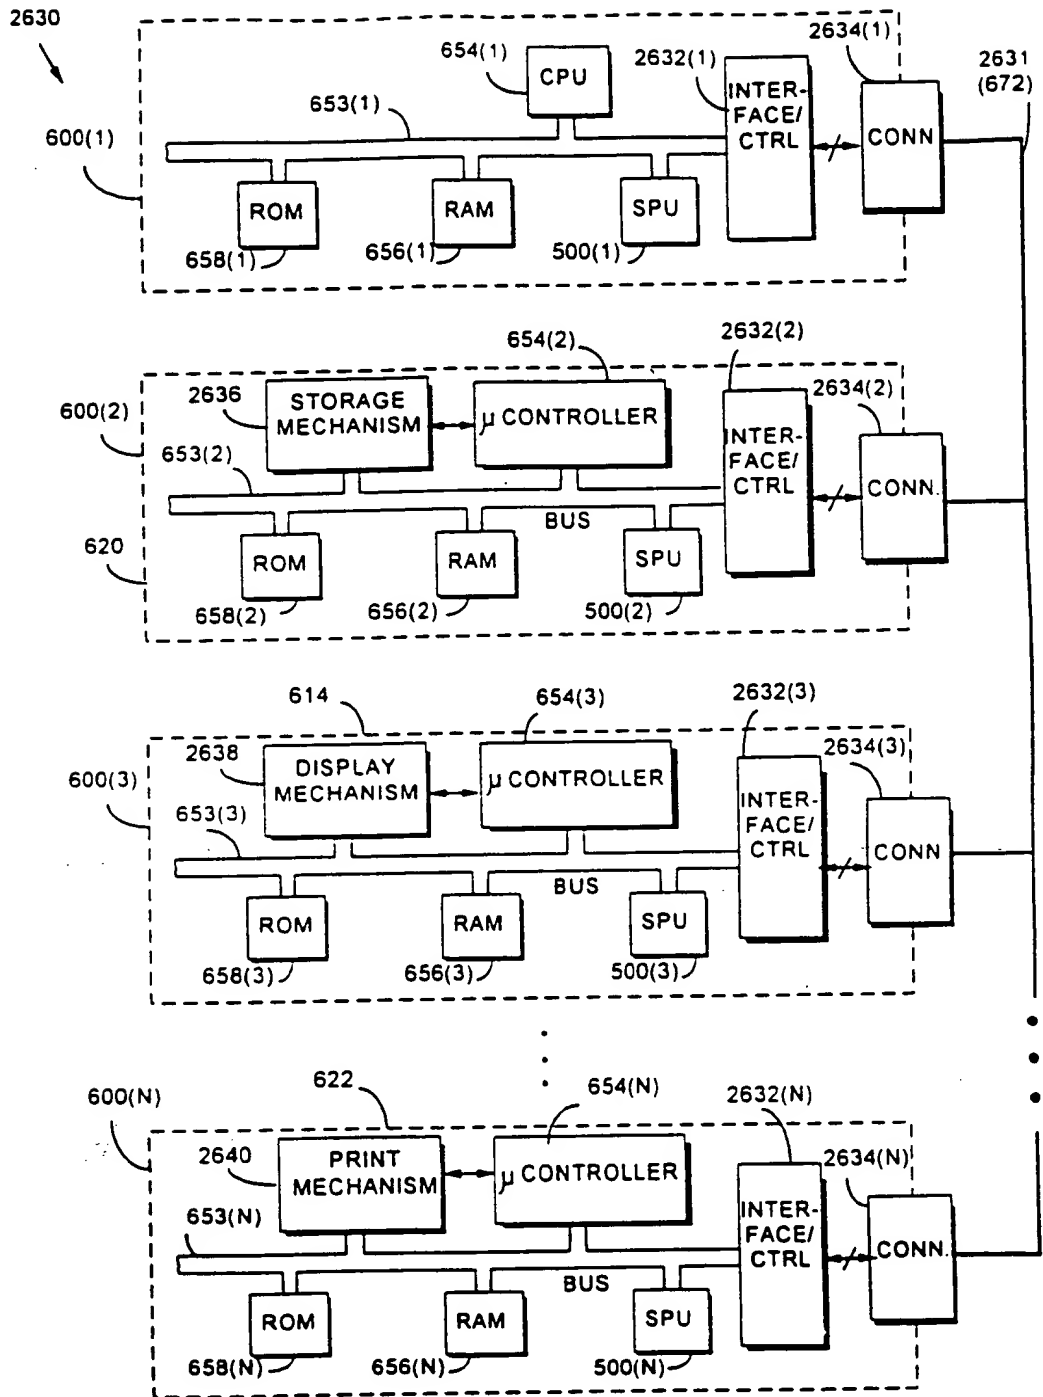 2630
654(1)
2632(1)
2634(1)
2631
(672)
CPU
INTER-
FACE/
CTRL
653(1)
600(1)
CONN
ROM
RAM
SPU
658(1)
656(1)
500(1)
654(2)
2632(2)
2634(2)
2636
STORAGE
MECHANISM
μ CONTROLLER
INTER-
FACE/
CTRL
600(2)
653(2)
CONN.
BUS
620
ROM
RAM
SPU
658(2)
656(2)
500(2)
614
654(3)
2632(3)
2634(3)
2638
DISPLAY
MECHANISM
μ CONTROLLER
INTER-
FACE/
CTRL
600(3)
653(3)
CONN
BUS
ROM
RAM
SPU
658(3)
656(3)
500(3)
622
654(N)
2632(N)
600(N)
2634(N)
2640
PRINT
MECHANISM
μ CONTROLLER
INTER-
FACE/
CTRL
653(N)
CONN.
BUS
ROM
RAM
SPU
658(N)
656(N)
500(N)